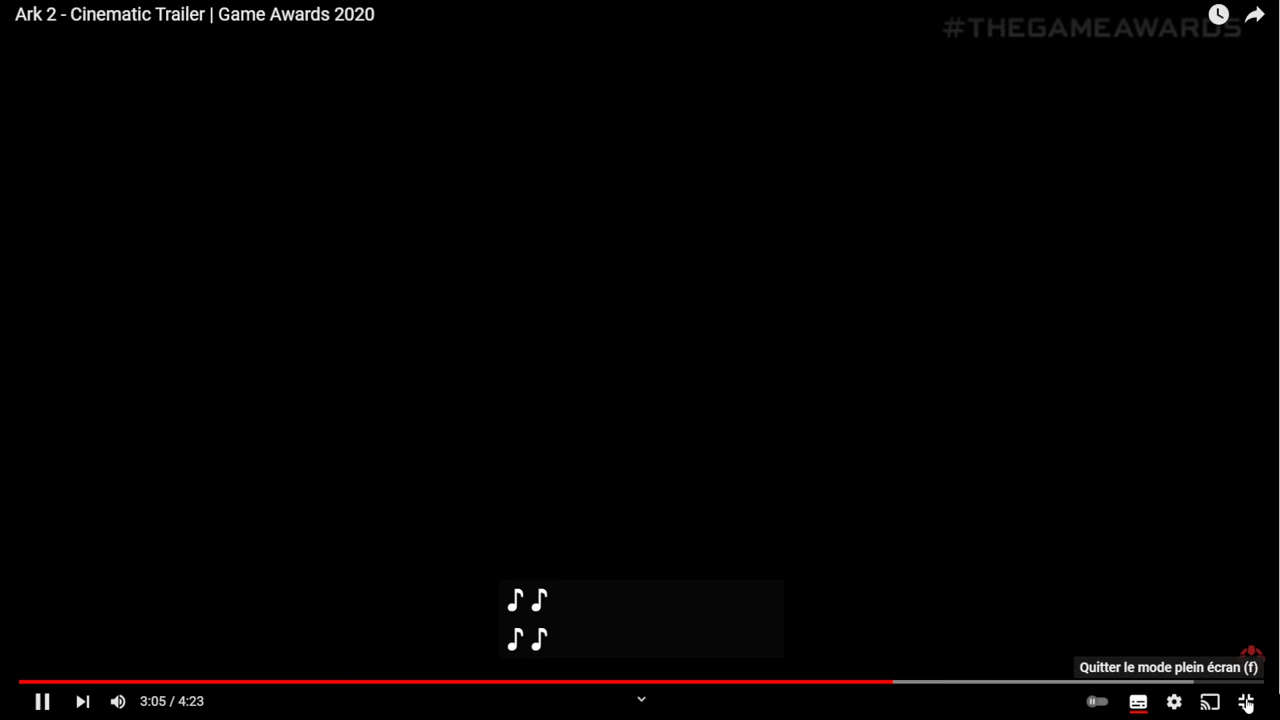 Ark 2 - Cinematic Trailer | Game Awards 2020
#THEGAMEAWARDS
♪ ♪
♪ ♪
Quitter le mode plein écran (f)
3:05 / 4:23